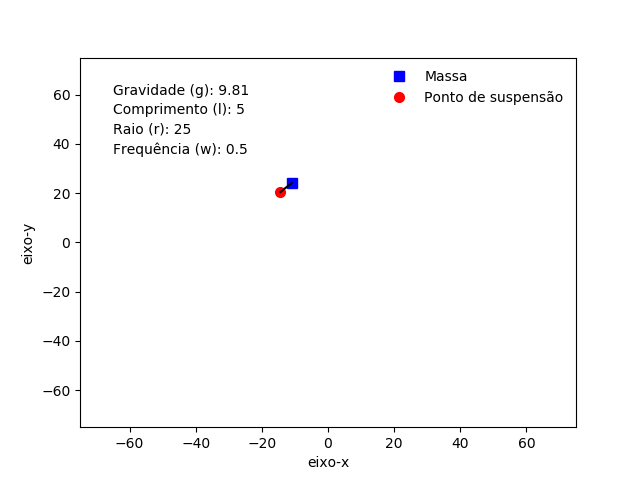 Gravidade (g): 9.81
Comprimento (l): 5
Raio (r): 25
Frequência (w): 0.5
Massa
Ponto de suspensão
60
40
20
0
−20
−40
−60
eixo-y
−60
−40
−20
0
20
40
60
eixo-x